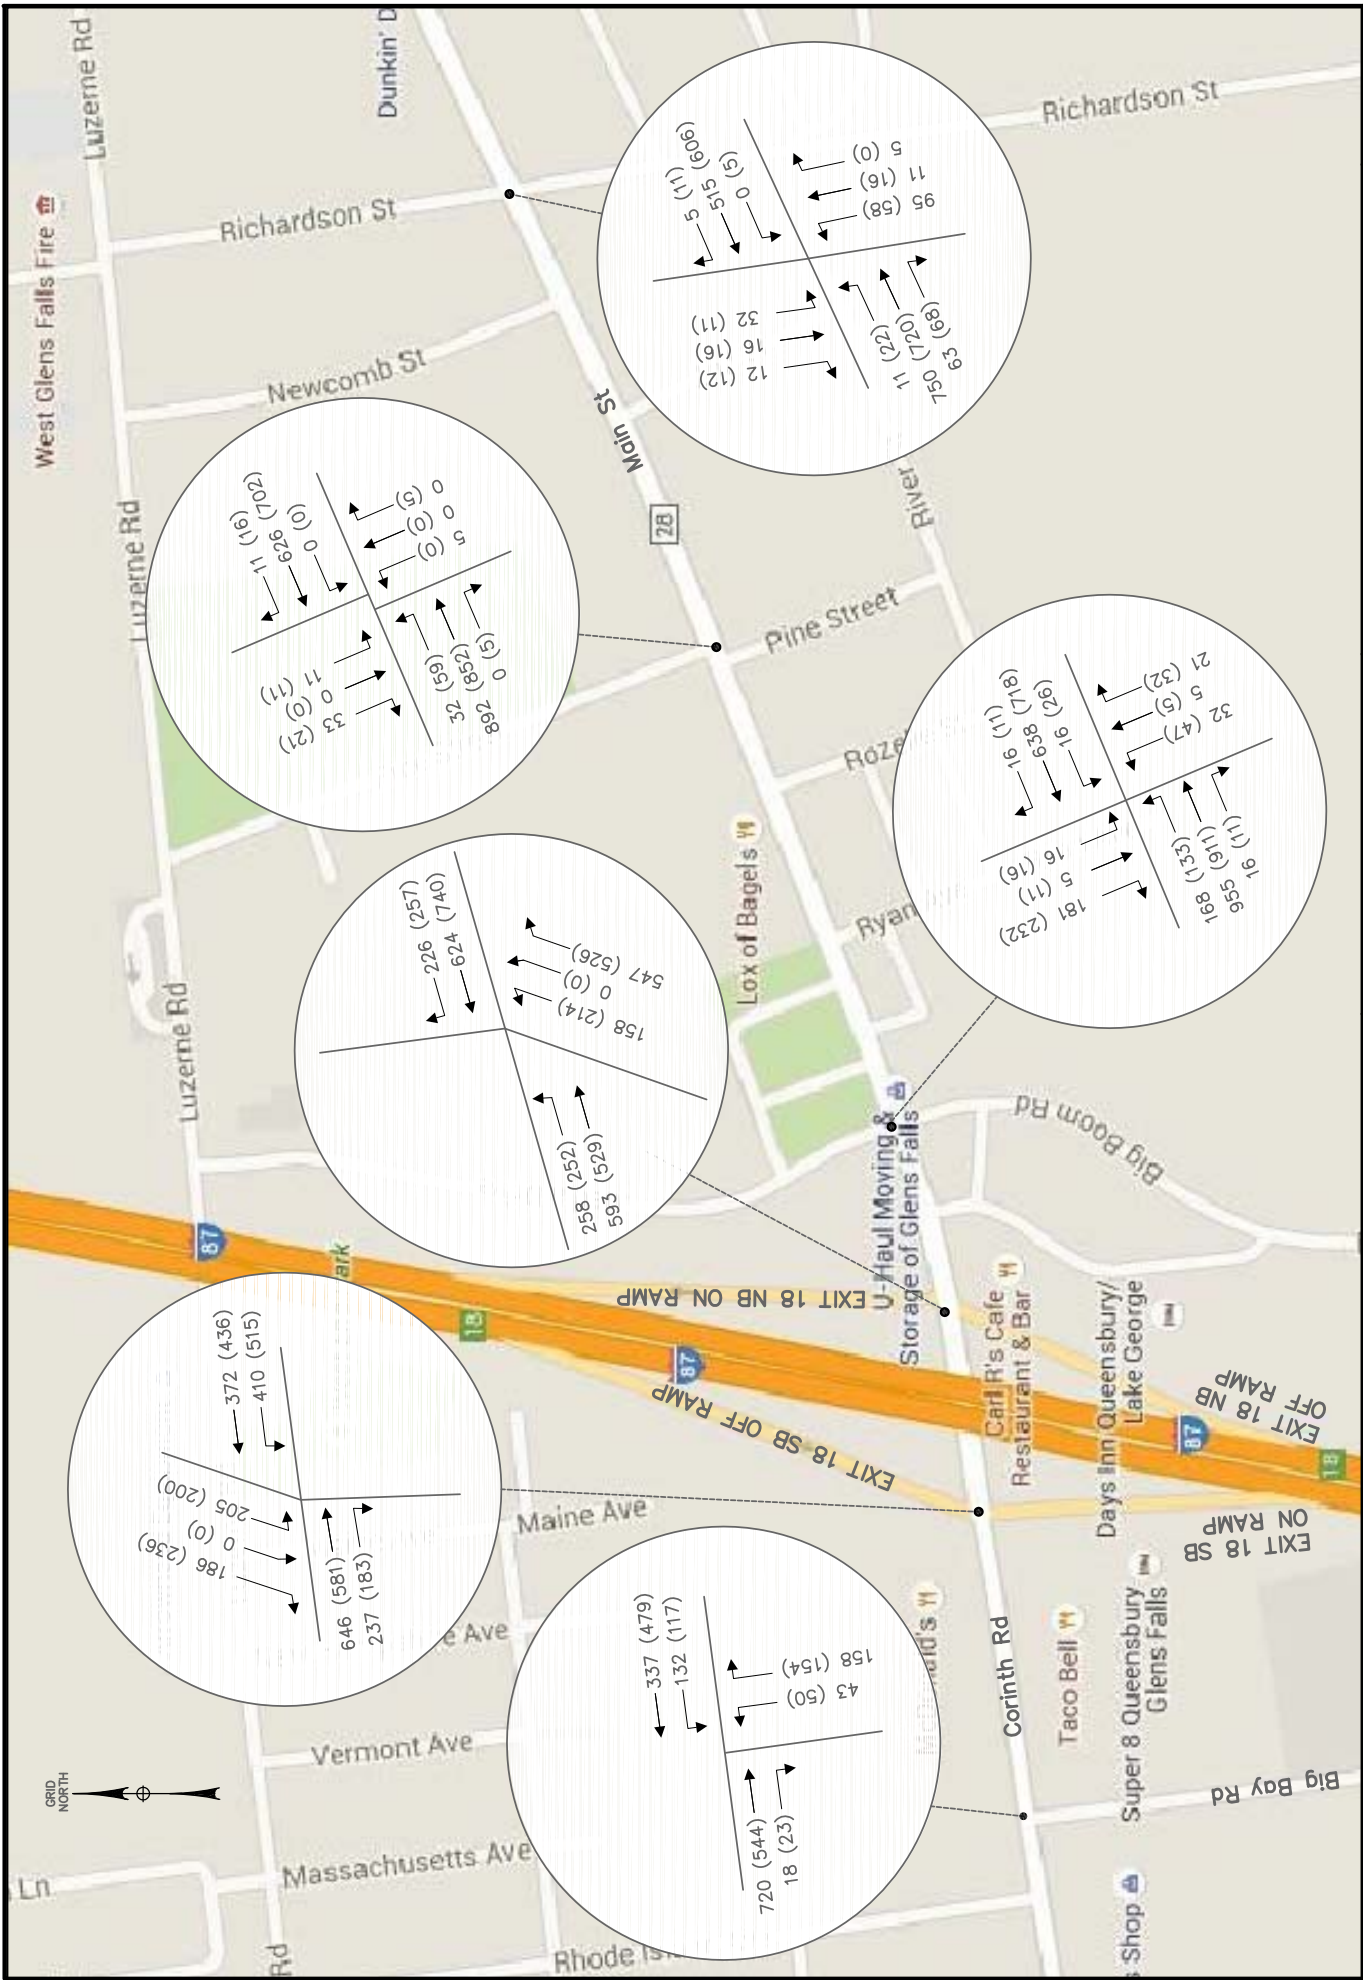 Luzerne Rd
Dunkin' D
West Glens Falls Fire
Richardson St
Richardson St
Newcomb St
Main St
28
River
Luzerne Rd
Pine Street
Lox of Bagels
Ryan
Luzerne Rd
Big Boom Rd
U-Haul Moving &
Storage of Glens Falls
87
ark
18
EXIT 18 NB ON RAMP
87
EXIT 18 SB OFF RAMP
Carl R's Cafe
Restaurant & Bar
Days Inn Queensbury/
Lake George
EXIT 18 NB
OFF RAMP
87
18
EXIT 18 SB
ON RAMP
Maine Ave
e Ave
Corinth Rd
Taco Bell
Super 8 Queensbury
Glens Falls
Big Bay Rd
Vermont Ave
Massachusetts Ave
Ln
Rd
s Shop
GRID
NORTH
5 (11)
515 (606)
0 (5)
5 (0)
11 (16)
95 (58)
32 (11)
16 (16)
12 (12)
11 (22)
750 (720)
63 (68)
11 (16)
626 (702)
0 (0)
0 (5)
0 (0)
5 (0)
11 (11)
0 (0)
33 (21)
32 (59)
892 (852)
0 (5)
16 (11)
638 (718)
16 (26)
21 (32)
5 (5)
32 (47)
16 (16)
5 (11)
181 (232)
168 (133)
955 (911)
16 (11)
226 (257)
624 (740)
547 (526)
0 (0)
158 (214)
258 (252)
593 (529)
372 (436)
410 (515)
205 (200)
0 (0)
186 (236)
646 (581)
237 (183)
337 (479)
132 (117)
158 (154)
43 (50)
720 (544)
18 (23)